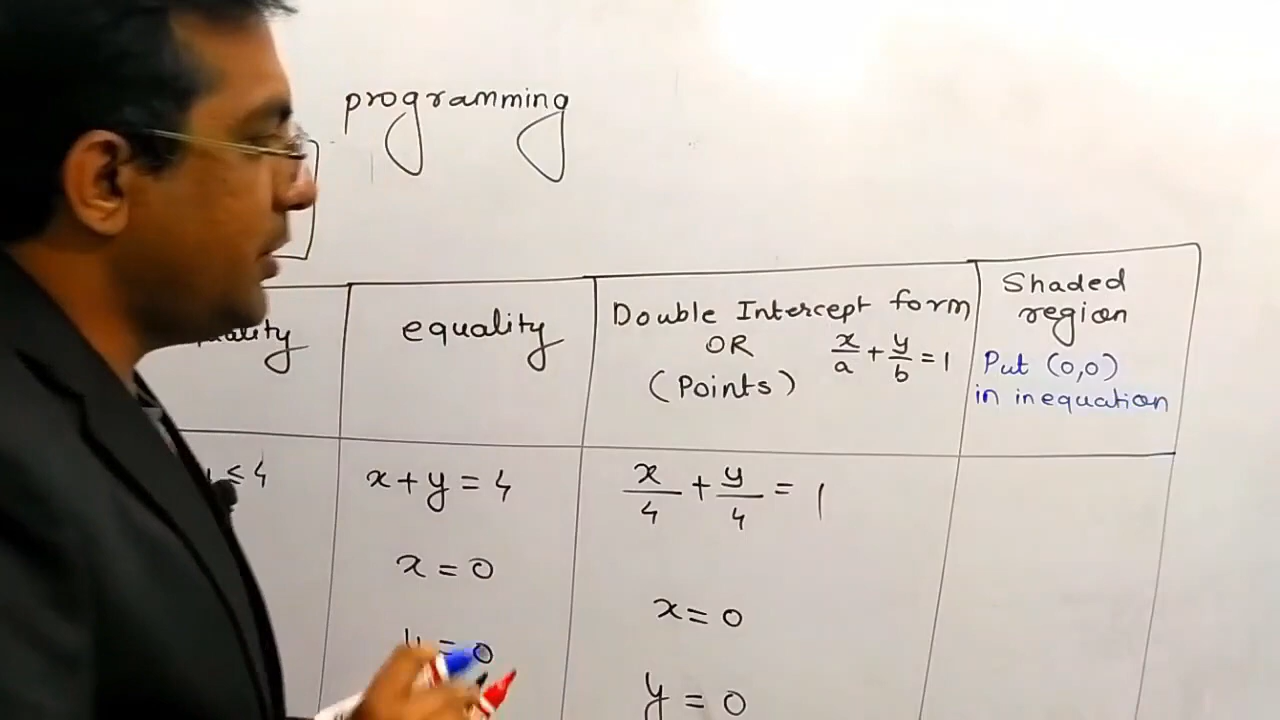 programming
equality
Double Intercept form
OR
(Points)
x/a + y/b = 1
Shaded
region
Put (0,0)
in inequation
≤ 4
x + y = 4
x/4 + y/4 = 1
x = 0
x = 0
y = 0
y = 0